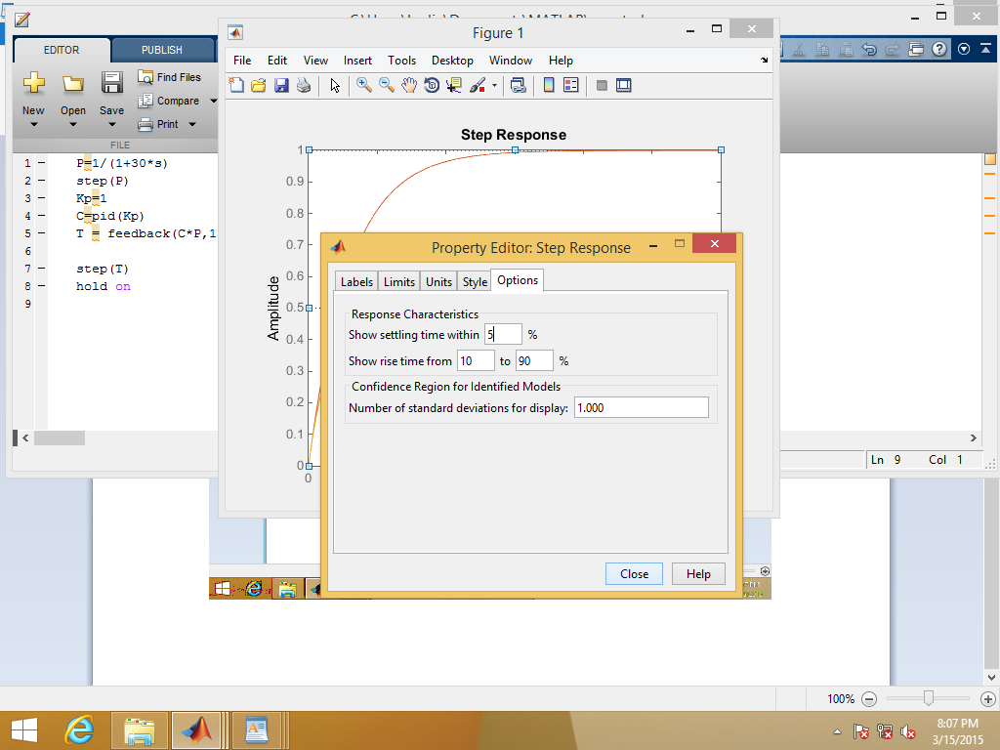 Figure 1
EDITOR
PUBLISH
File Edit View Insert Tools Desktop Window Help
Find Files
Compare
Print
New
Open
Save
FILE
1 – P=1/(1+30*s)
2 – step(P)
3 – Kp=1
4 – C=pid(Kp)
5 – T = feedback(C*P,1
6
7 – step(T)
8 – hold on
9
Step Response
1
0.9
0.8
0.7
0.6
0.5
0.4
0.3
0.2
0.1
0
0
Amplitude
Property Editor: Step Response
Labels Limits Units Style Options
Response Characteristics
Show settling time within 5 %
Show rise time from 10 to 90 %
Confidence Region for Identified Models
Number of standard deviations for display: 1.000
Close Help
Ln 9 Col 1
100%
8:07 PM
3/15/2015